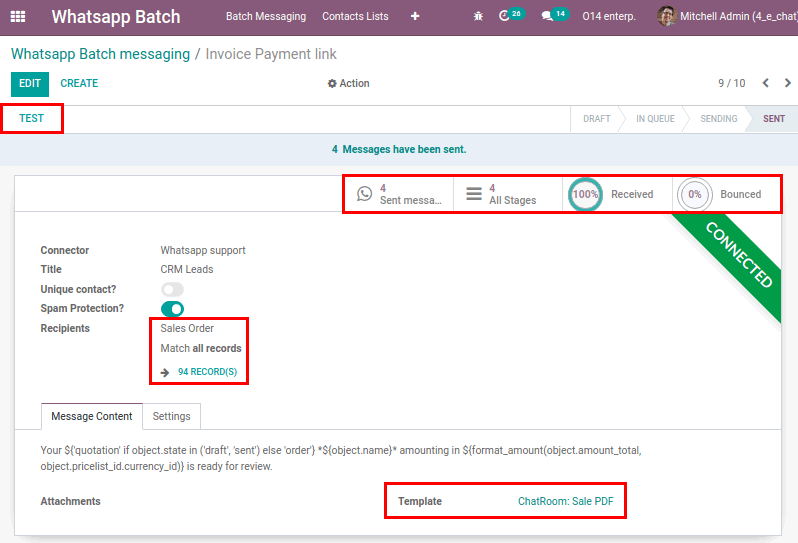 Whatsapp Batch
Batch Messaging
Contacts Lists
26
14
O14 enterp.
Mitchell Admin (4_e_chat
Whatsapp Batch messaging / Invoice Payment link
EDIT
CREATE
Action
9 / 10
TEST
DRAFT
IN QUEUE
SENDING
SENT
4 Messages have been sent.
4
Sent messa...
4
All Stages
100%
Received
0%
Bounced
CONNECTED
Connector
Whatsapp support
Title
CRM Leads
Unique contact?
Spam Protection?
Recipients
Sales Order
Match all records
94 RECORD(S)
Message Content
Settings
Your ${'quotation' if object.state in ('draft', 'sent') else 'order'} *${object.name}* amounting in ${format_amount(object.amount_total,
object.pricelist_id.currency_id)} is ready for review.
Attachments
Template
ChatRoom: Sale PDF